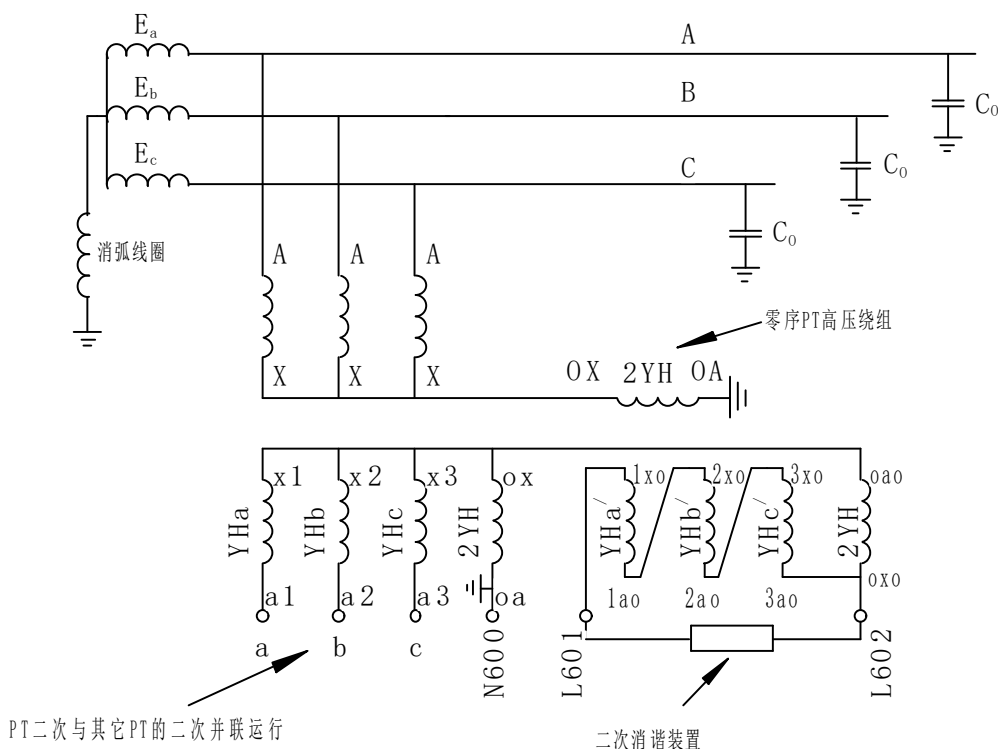 Ea
A
Eb
B
C₀
Ec
C
C₀
C₀
消弧线圈
A A A
零序PT高压绕组
X X X
OX 2YH OA
x1 x2 x3 ox
1xo 2xo 3xo oao
YHa YHb YHc 2YH
YHa′ YHb′ YHc′ 2YH
oxo
a1 a2 a3 oa
1ao 2ao 3ao
a b c
N600
L601
L602
PT二次与其它PT的二次并联运行
二次消谐装置